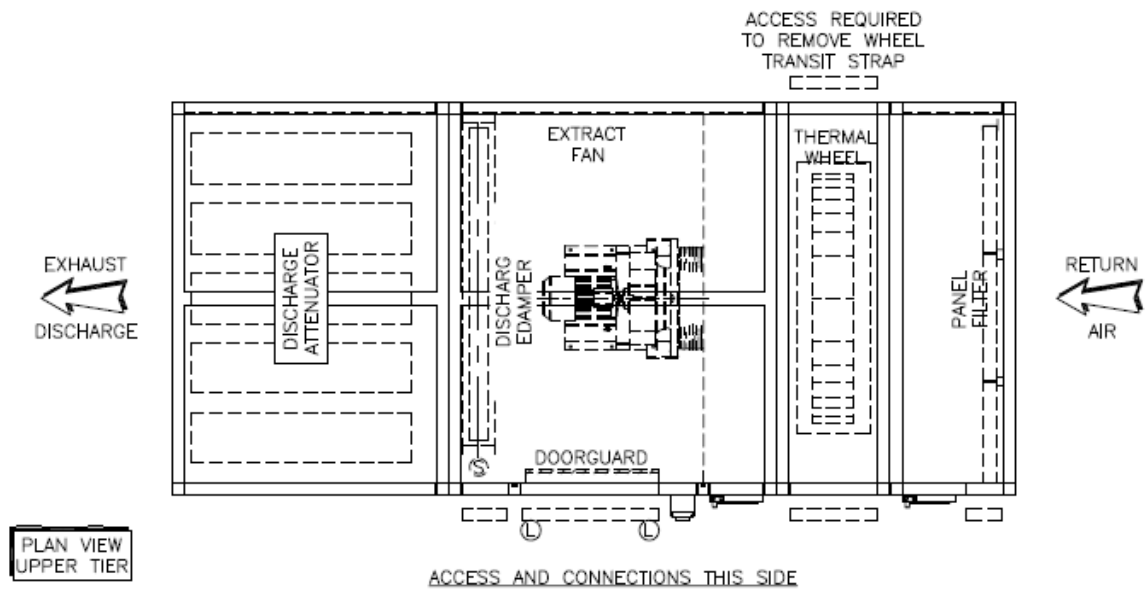 ACCESS REQUIRED
TO REMOVE WHEEL
TRANSIT STRAP
EXTRACT
FAN
THERMAL
WHEEL
EXHAUST
DISCHARGE
DISCHARGE
ATTENUATOR
DISCHARG
EDAMPER
PANEL
FILTER
RETURN
AIR
S
DOORGUARD
L
L
PLAN VIEW
UPPER TIER
ACCESS AND CONNECTIONS THIS SIDE